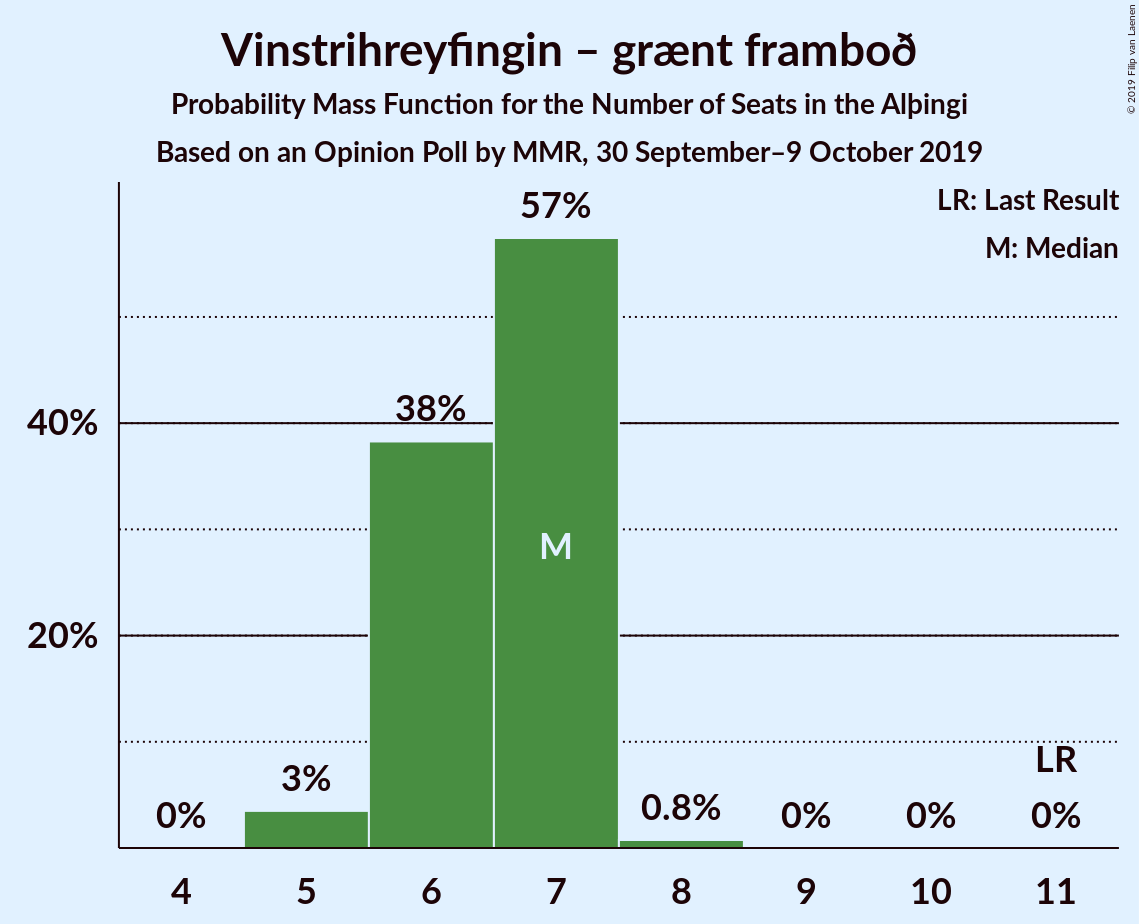 Vinstrihreyfingin – grænt framboð
Probability Mass Function for the Number of Seats in the Alþingi
Based on an Opinion Poll by MMR, 30 September–9 October 2019
© 2019 Filip van Laenen
LR: Last Result
M: Median
57%
38%
40%
M
20%
LR
3%
0%
0.8%
0%
0%
0%
4 5 6 7 8 9 10 11